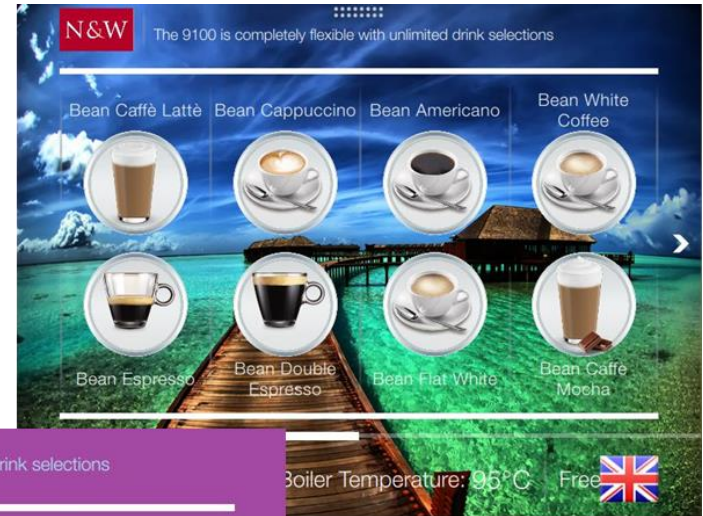 N&W
The 9100 is completely flexible with unlimited drink selections
Bean Caffè Lattè
Bean Cappuccino
Bean Americano
Bean White
Coffee
Bean Espresso
Bean Double
Espresso
Bean Flat White
Bean Caffe
Mocha
drink selections
Boiler Temperature: 95°C
Free